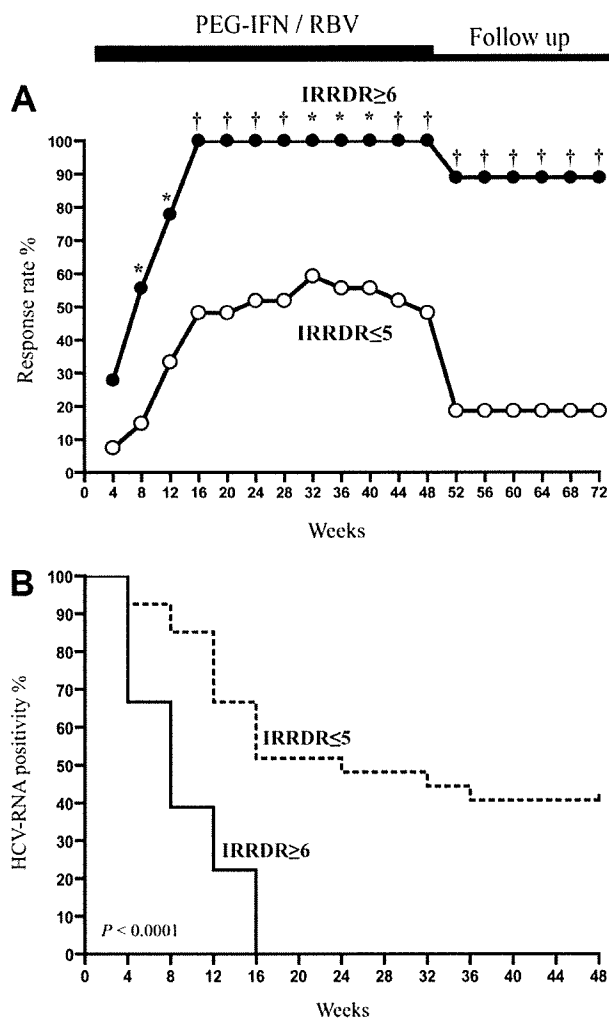 PEG-IFN / RBV
Follow up
A
IRRDR≥6
† † † † * * * † †
† † † † † †
* *
100
90
80
70
60
50
40
30
20
10
0
Response rate %
IRRDR≤5
0 4 8 12 16 20 24 28 32 36 40 44 48 52 56 60 64 68 72
Weeks
B
100
90
80
70
60
50
40
30
20
10
0
HCV-RNA positivity %
IRRDR≤5
IRRDR≥6
P < 0.0001
0 4 8 12 16 20 24 28 32 36 40 44 48
Weeks